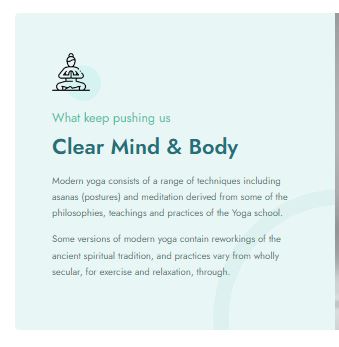 What keep pushing us
Clear Mind & Body
Modern yoga consists of a range of techniques including
asanas (postures) and meditation derived from some of the
philosophies, teachings and practices of the Yoga school.
Some versions of modern yoga contain reworkings of the
ancient spiritual tradition, and practices vary from wholly
secular, for exercise and relaxation, through.